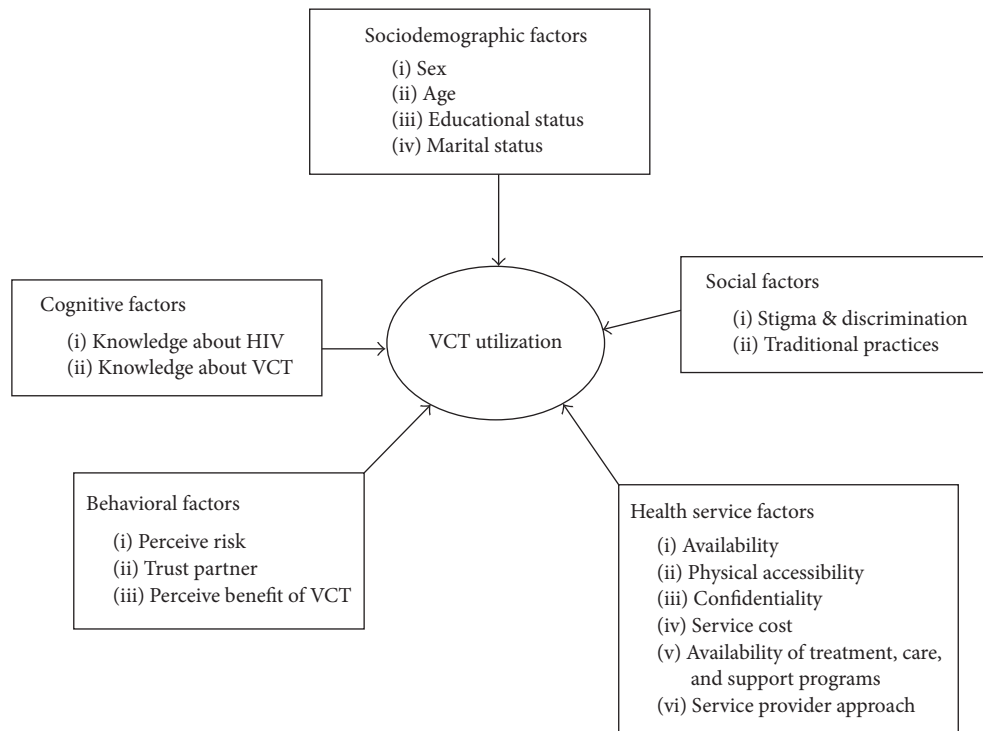 Sociodemographic factors
(i) Sex
(ii) Age
(iii) Educational status
(iv) Marital status
Cognitive factors
(i) Knowledge about HIV
(ii) Knowledge about VCT
VCT utilization
Social factors
(i) Stigma & discrimination
(ii) Traditional practices
Behavioral factors
(i) Perceive risk
(ii) Trust partner
(iii) Perceive benefit of VCT
Health service factors
(i) Availability
(ii) Physical accessibility
(iii) Confidentiality
(iv) Service cost
(v) Availability of treatment, care,
and support programs
(vi) Service provider approach